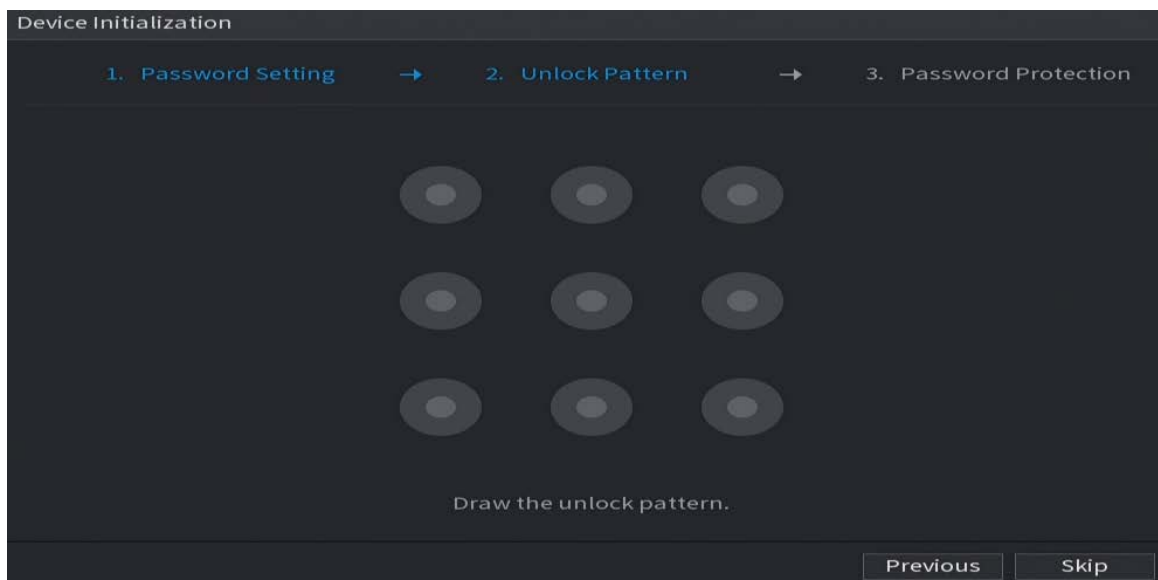 Device Initialization
1. Password Setting → 2. Unlock Pattern → 3. Password Protection
Draw the unlock pattern.
Previous Skip